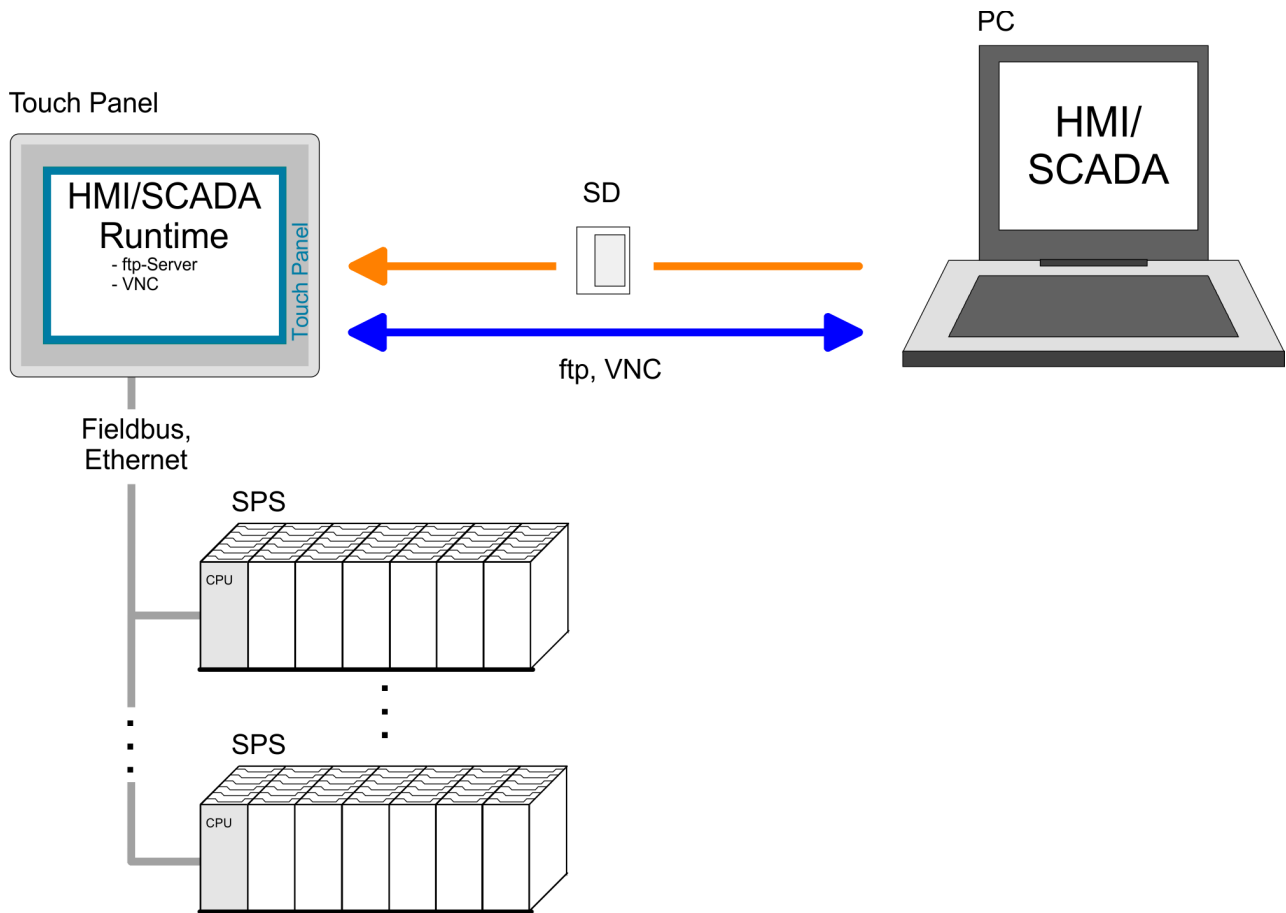 PC
Touch Panel
HMI/
SCADA
HMI/SCADA
Runtime
- ftp-Server
- VNC
Touch Panel
SD
ftp, VNC
Fieldbus,
Ethernet
SPS
CPU
SPS
CPU